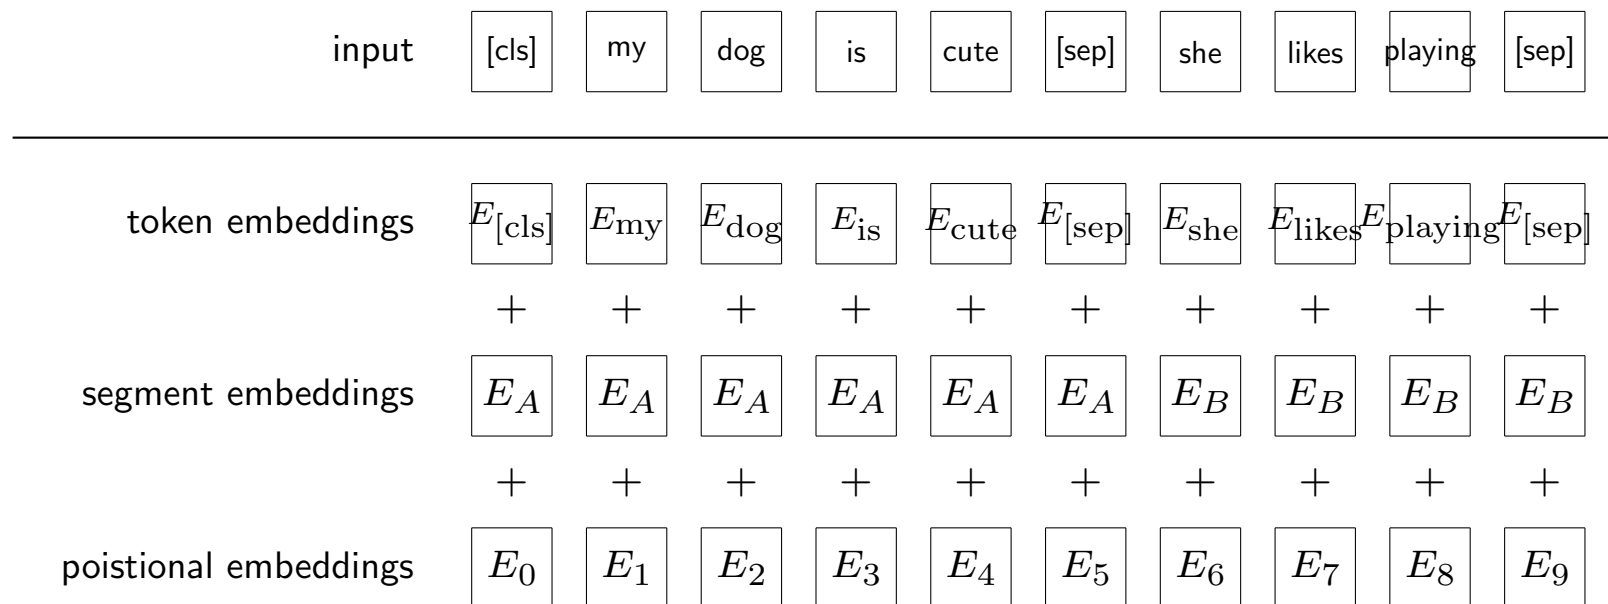 input [cls] my dog is cute [sep] she likes playing [sep]
token embeddings E[cls] Emy Edog Eis Ecute E[sep] Eshe Elikes Eplaying E[sep]
+ + + + + + + + + +
segment embeddings EA EA EA EA EA EA EB EB EB EB
+ + + + + + + + + +
poistional embeddings E0 E1 E2 E3 E4 E5 E6 E7 E8 E9